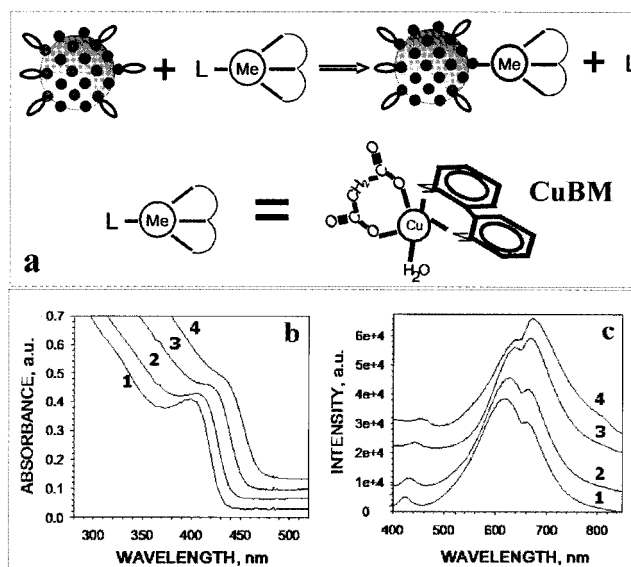 + L Me ⇒ Me + L
L Me = CuBM
O
O
C
CH₂
C
O
O
Cu
N
N
H₂O
a
b
0.7
0.6
0.5
0.4
0.3
0.2
0.1
0.0
ABSORBANCE, a.u.
1
2
3
4
300 350 400 450 500
WAVELENGTH, nm
c
6e+4
5e+4
4e+4
3e+4
2e+4
1e+4
0
INTENSITY, a.u.
4
3
2
1
400 500 600 700 800
WAVELENGTH, nm